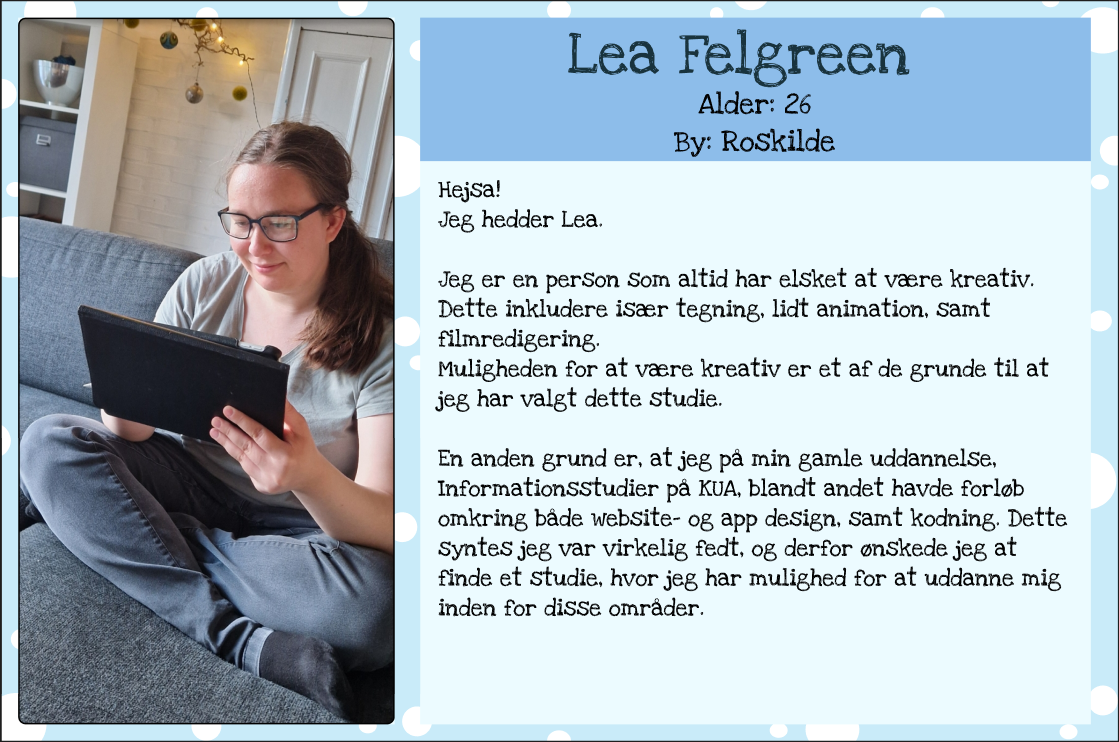 Lea Felgreen
Alder: 26
By: Roskilde
Hejsa!
Jeg hedder Lea.
Jeg er en person som altid har elsket at være kreativ.
Dette inkludere især tegning, lidt animation, samt
filmredigering.
Muligheden for at være kreativ er et af de grunde til at
jeg har valgt dette studie.
En anden grund er, at jeg på min gamle uddannelse,
Informationsstudier på KUA, blandt andet havde forløb
omkring både website- og app design, samt kodning. Dette
syntes jeg var virkelig fedt, og derfor ønskede jeg at
finde et studie, hvor jeg har mulighed for at uddanne mig
inden for disse områder.